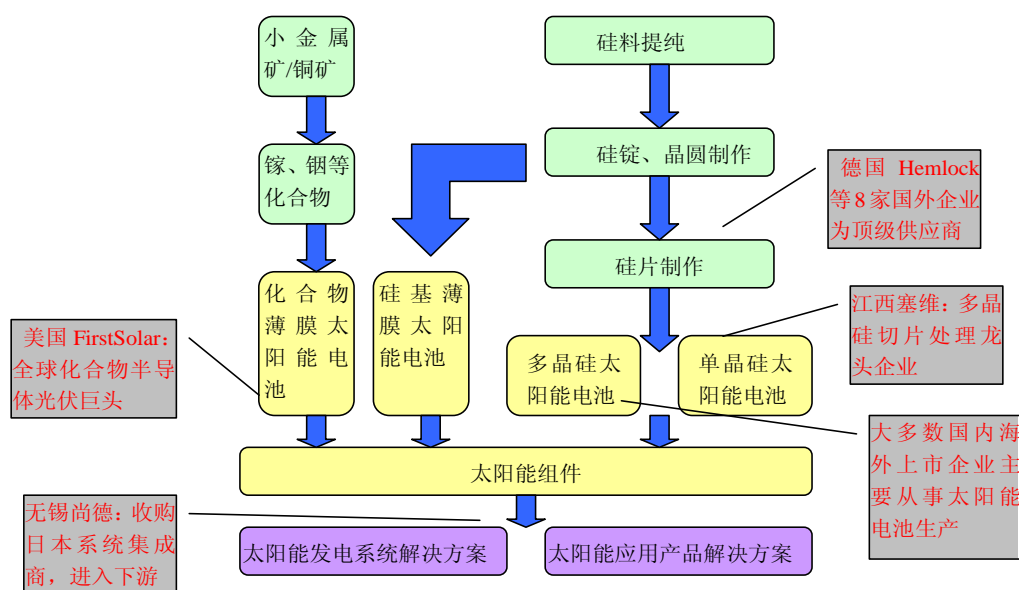 小金属
矿/铜矿
硅料提纯
镓、铟等
化合物
硅锭、晶圆制作
德国 Hemlock
等8家国外企业
为顶级供应商
硅片制作
化合物
薄膜太
阳能电
池
硅基薄
膜太阳
能电池
江西塞维：多晶
硅切片处理龙
头企业
美国 FirstSolar：
全球化合物半导
体光伏巨头
多晶硅太
阳能电池
单晶硅太
阳能电池
大多数国内海
外上市企业主
要从事太阳能
电池生产
太阳能组件
无锡尚德：收购
日本系统集成
商，进入下游
太阳能发电系统解决方案
太阳能应用产品解决方案